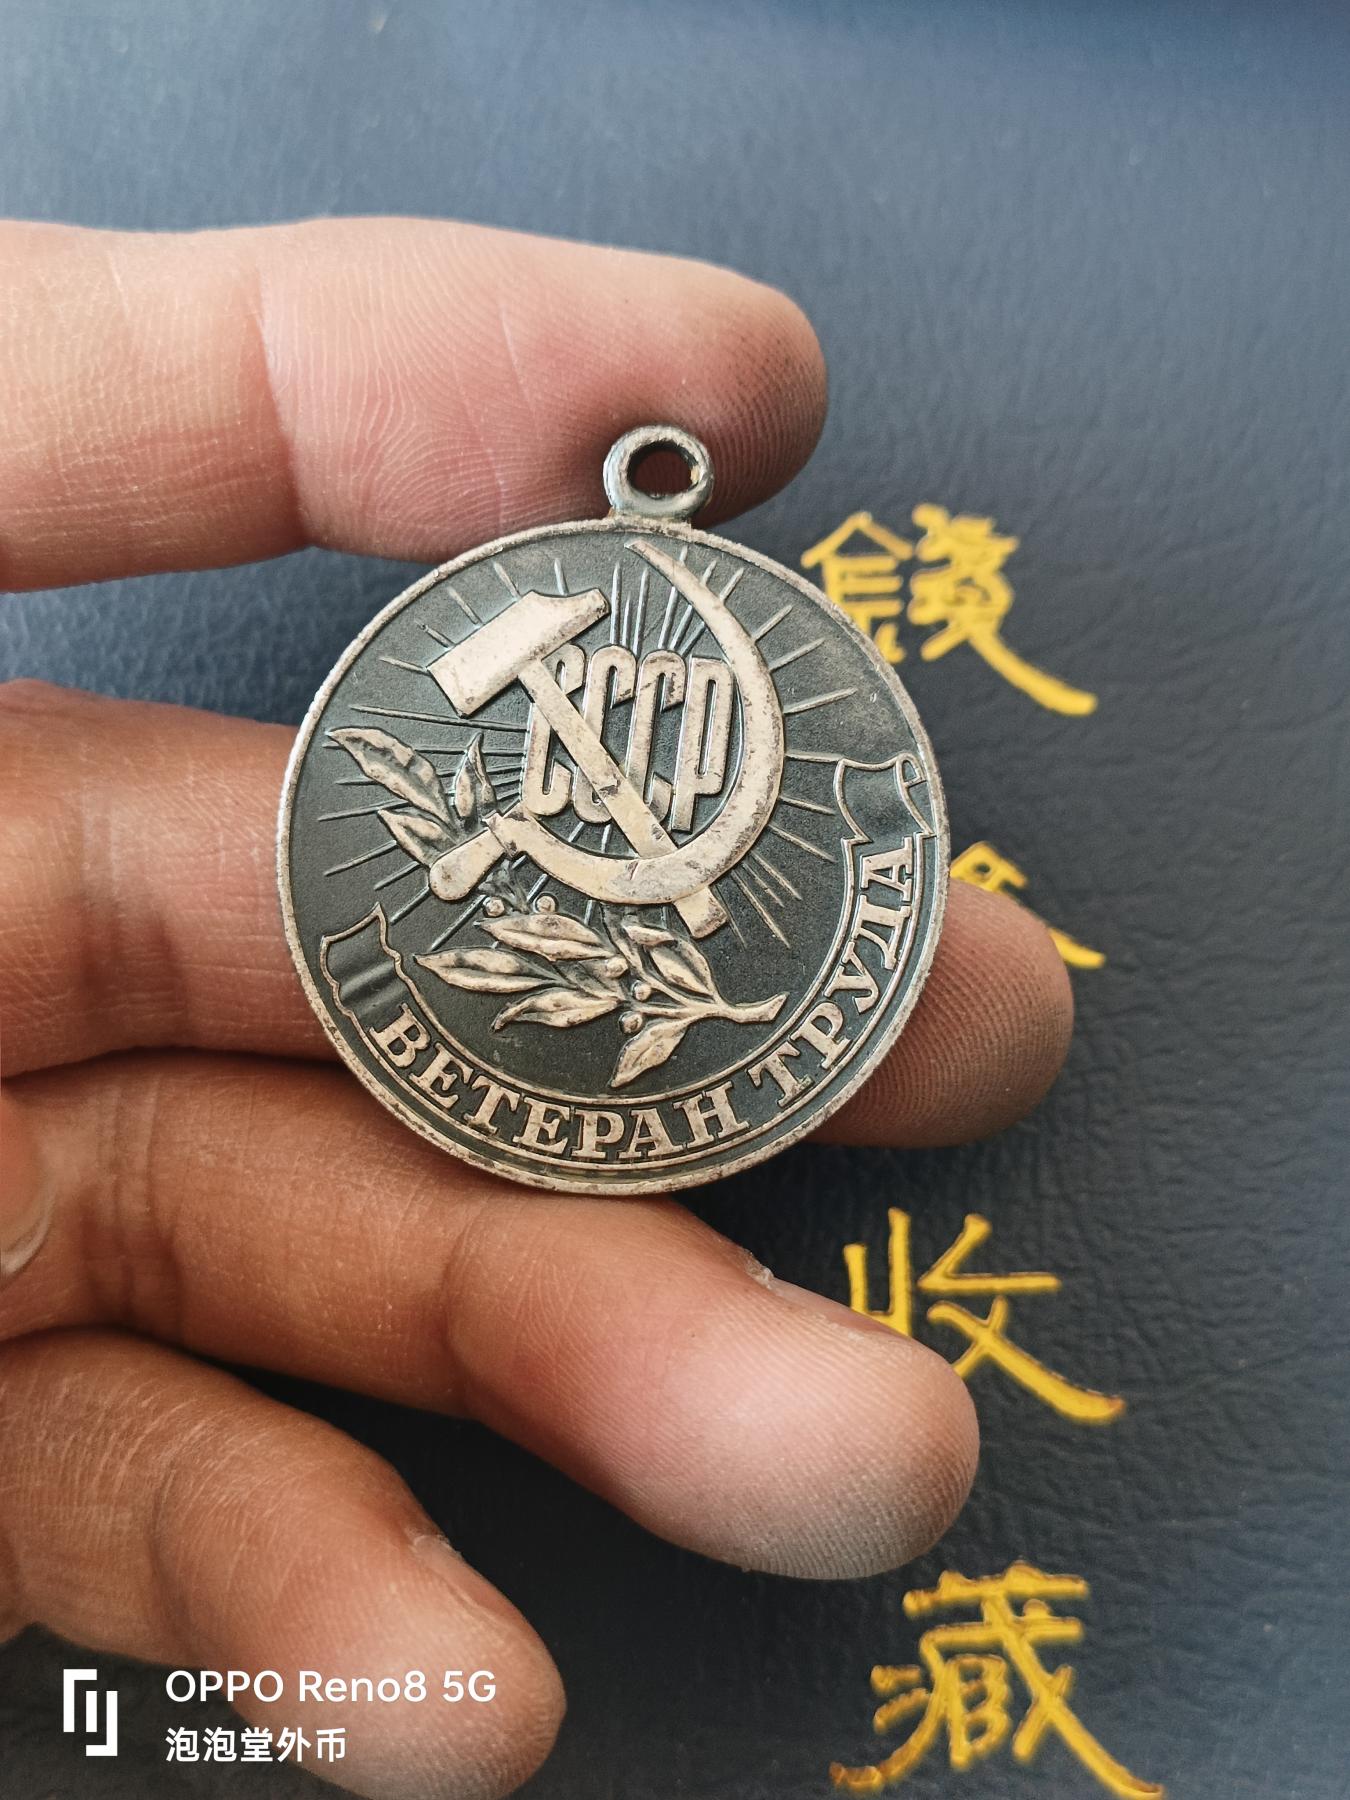 СССР
ВЕТЕРАН ТРУДА
錢
收
藏
OPPO Reno8 5G
泡泡堂外币